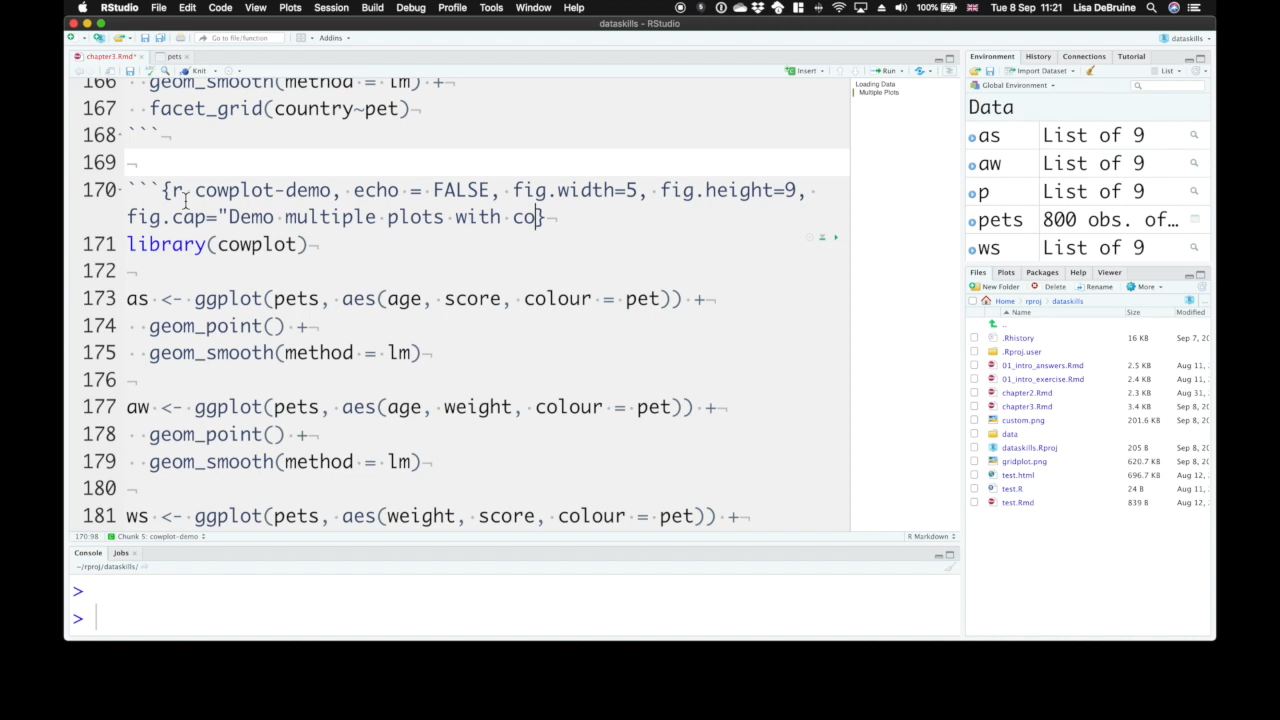 RStudio File Edit Code View Plots Session Build Debug Profile Tools Window Help 100% Tue 8 Sep 11:21 Lisa DeBruine
dataskills - RStudio
Go to file/function Addins dataskills
chapter3.Rmd* pets
Knit Insert Run
166 geom_smooth(method = lm) +
167 facet_grid(country~pet)
168 ```
169
170 ```{r cowplot-demo, echo = FALSE, fig.width=5, fig.height=9,
fig.cap="Demo multiple plots with co}
171 library(cowplot)
172
173 as <- ggplot(pets, aes(age, score, colour = pet)) +
174 geom_point() +
175 geom_smooth(method = lm)
176
177 aw <- ggplot(pets, aes(age, weight, colour = pet)) +
178 geom_point() +
179 geom_smooth(method = lm)
180
181 ws <- ggplot(pets, aes(weight, score, colour = pet)) +
Loading Data
Multiple Plots
170:98 Chunk 5: cowplot-demo R Markdown
Console Jobs
~/rproj/dataskills/
>
>
Environment History Connections Tutorial
Import Dataset List
Global Environment
Data
as List of 9
aw List of 9
p List of 9
pets 800 obs. of…
ws List of 9
Files Plots Packages Help Viewer
New Folder Delete Rename More
Home rproj dataskills ...
Name Size Modified
..
.Rhistory 16 KB Sep 7, 20
.Rproj.user
01_intro_answers.Rmd 2.5 KB Aug 11,
01_intro_exercise.Rmd 2.4 KB Aug 11,
chapter2.Rmd 2.3 KB Aug 31,
chapter3.Rmd 3.4 KB Sep 8, 20
custom.png 201.6 KB Sep 8, 20
data
dataskills.Rproj 205 B Sep 8, 20
gridplot.png 620.7 KB Sep 8, 20
test.html 696.7 KB Aug 12,
test.R 24 B Aug 11,
test.Rmd 839 B Aug 12,